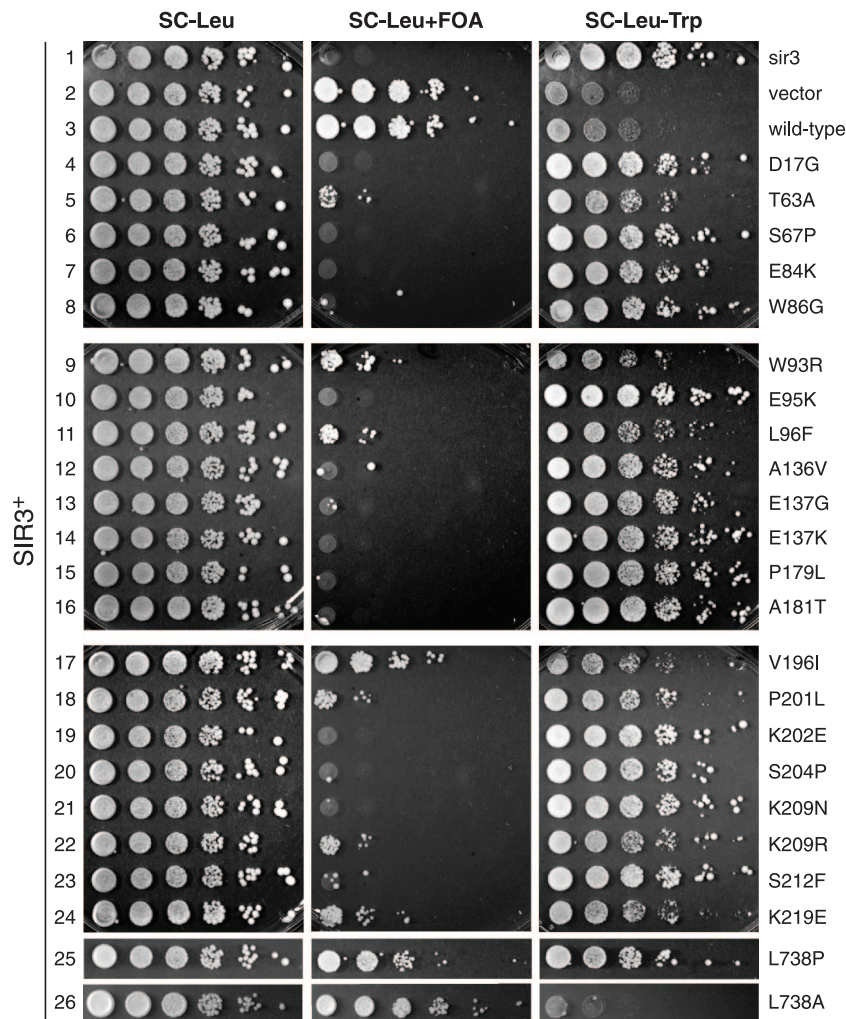 SC-Leu SC-Leu+FOA SC-Leu-Trp
1 sir3
2 vector
3 wild-type
4 D17G
5 T63A
6 S67P
7 E84K
8 W86G
9 W93R
10 E95K
11 L96F
12 A136V
13 E137G
14 E137K
15 P179L
16 A181T
SIR3+
17 V196I
18 P201L
19 K202E
20 S204P
21 K209N
22 K209R
23 S212F
24 K219E
25 L738P
26 L738A